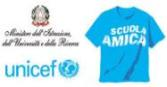 Ministero dell'Istruzione,
dell'Università e della Ricerca
unicef
SCUOLA
AMICA